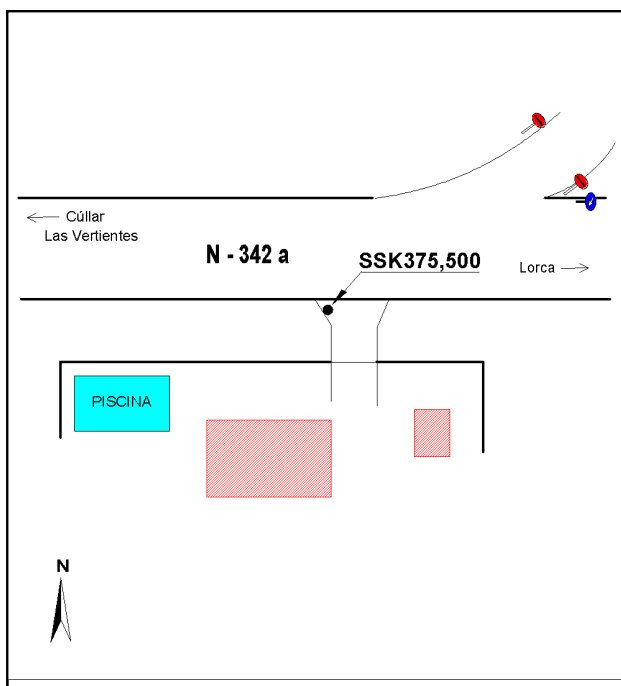 ← Cúllar
Las Vertientes
N - 342 a
SSK375,500
Lorca →
PISCINA
N